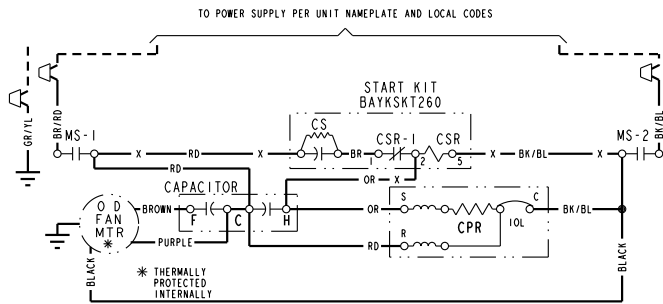 TO POWER SUPPLY PER UNIT NAMEPLATE AND LOCAL CODES
START KIT
BAYKSKT260
GR/YL
BR/RD
MS-1
CS
CSR-1
CSR
MS-2
BK/BL
X
RD
X
BR
1
2
5
X
BK/BL
X
RD
OR
X
CAPACITOR
O D
FAN
MTR
*
BROWN
F
C
H
OR
S
CPR
IOL
C
BK/BL
PURPLE
RD
R
BLACK
* THERMALLY
PROTECTED
INTERNALLY
BLACK